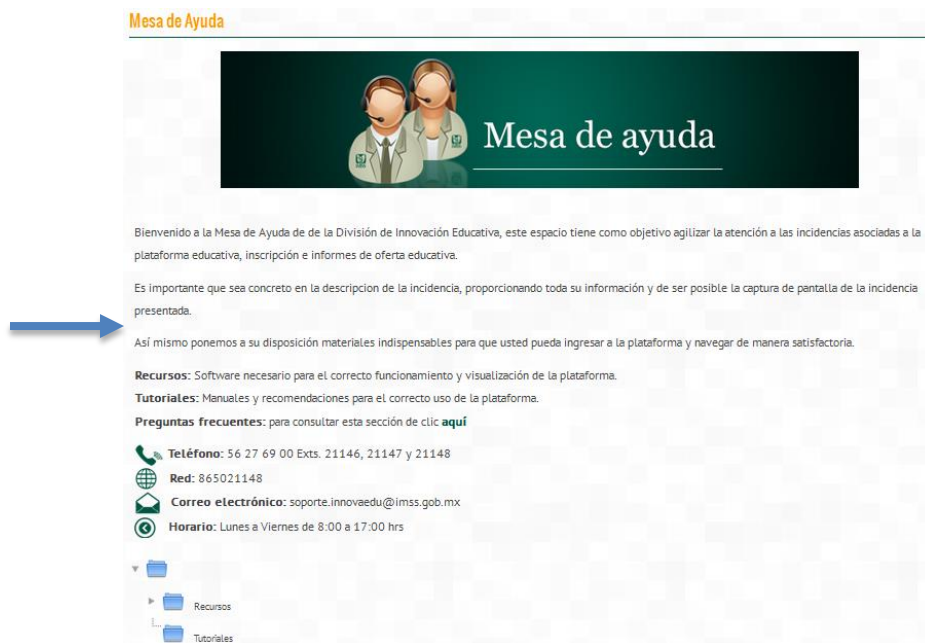 Mesa de Ayuda
Mesa de ayuda
Bienvenido a la Mesa de Ayuda de de la División de Innovación Educativa, este espacio tiene como objetivo agilizar la atención a las incidencias asociadas a la
plataforma educativa, inscripción e informes de oferta educativa.
Es importante que sea concreto en la descripcion de la incidencia, proporcionando toda su información y de ser posible la captura de pantalla de la incidencia
presentada.
Así mismo ponemos a su disposición materiales indispensables para que usted pueda ingresar a la plataforma y navegar de manera satisfactoria.
Recursos: Software necesario para el correcto funcionamiento y visualización de la plataforma.
Tutoriales: Manuales y recomendaciones para el correcto uso de la plataforma.
Preguntas frecuentes: para consultar esta sección de clic aquí
Teléfono: 56 27 69 00 Exts. 21146, 21147 y 21148
Red: 865021148
Correo electrónico: soporte.innovaedu@imss.gob.mx
Horario: Lunes a Viernes de 8:00 a 17:00 hrs
Recursos
Tutoriales